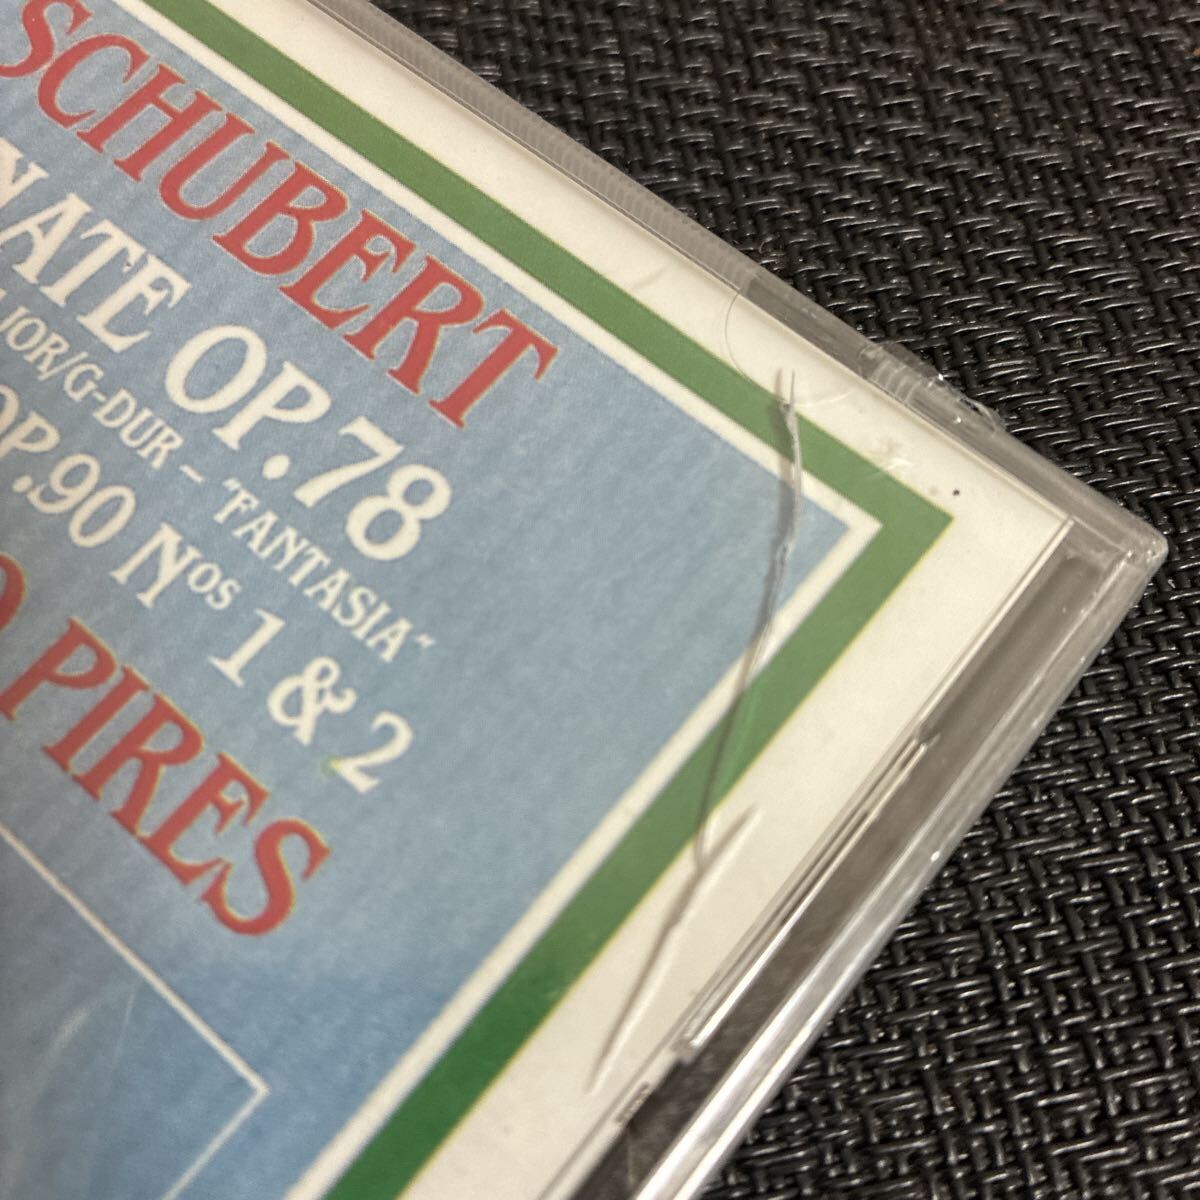 SCHUBERT
NATE OP.78
JOR/G-DUR – "FANTASIA"
OP.90 Nos 1 & 2
PIRES